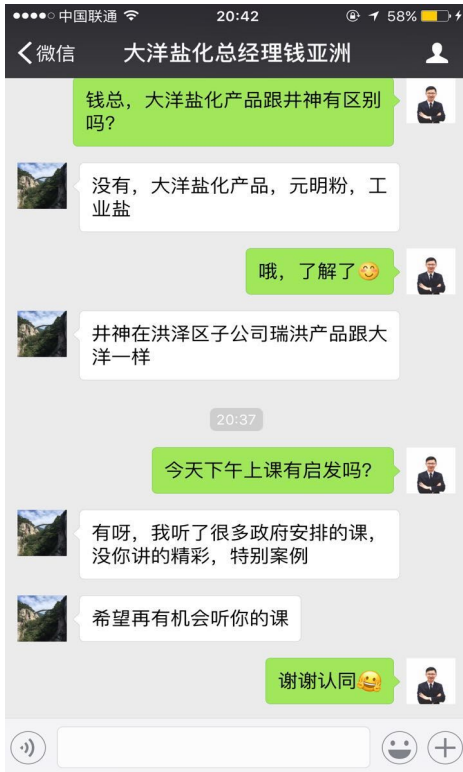 中国联通 20:42 58%
微信 大洋盐化总经理钱亚洲
钱总，大洋盐化产品跟井神有区别
吗？
没有，大洋盐化产品，元明粉，工
业盐
哦，了解了😊
井神在洪泽区子公司瑞洪产品跟大
洋一样
20:37
今天下午上课有启发吗？
有呀，我听了很多政府安排的课，
没你讲的精彩，特别案例
希望再有机会听你的课
谢谢认同🤗